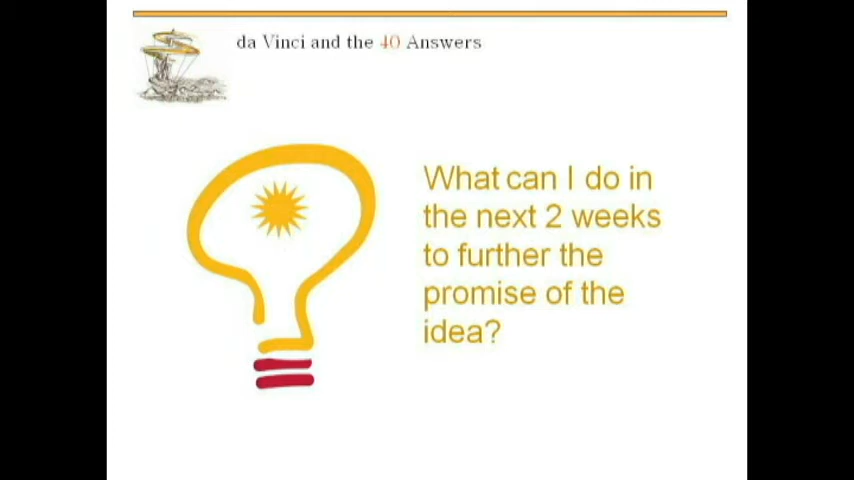 da Vinci and the 40 Answers
What can I do in
the next 2 weeks
to further the
promise of the
idea?